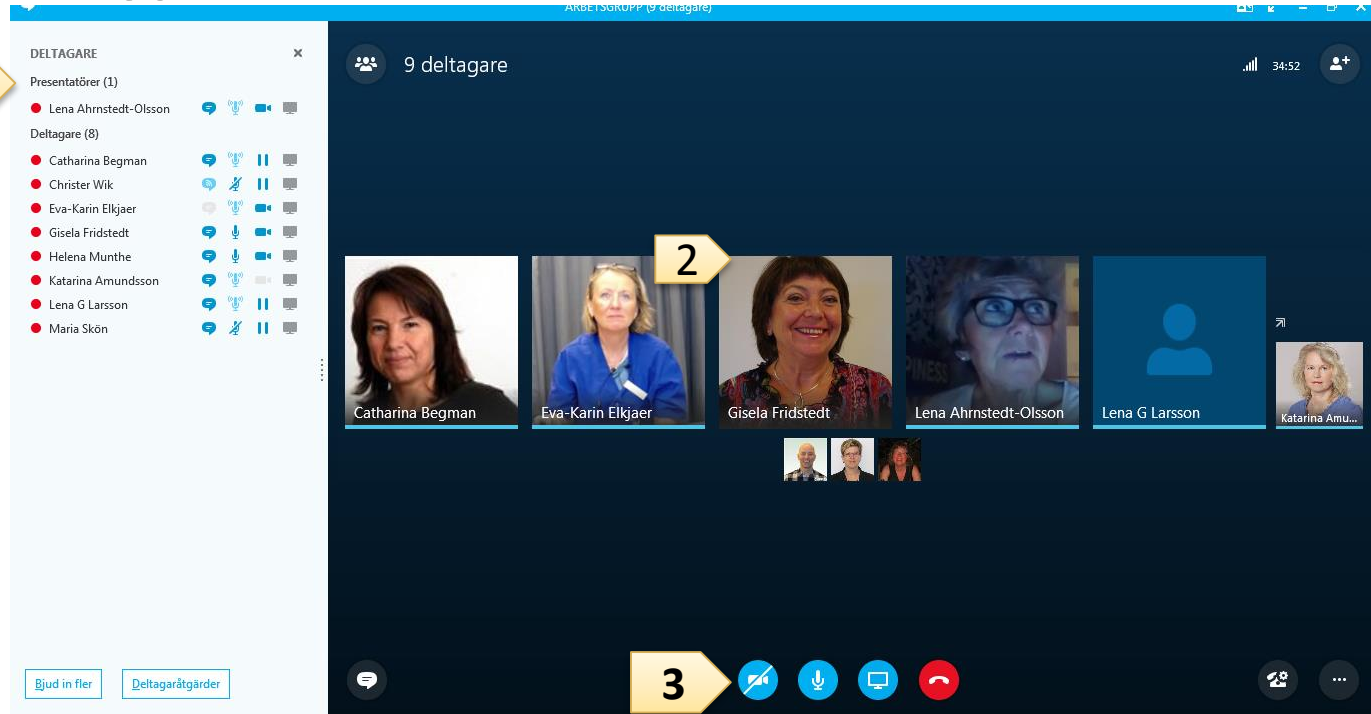 ARBETSGRUPP (9 deltagare)
DELTAGARE
Presentatörer (1)
Lena Ahrnstedt-Olsson
Deltagare (8)
Catharina Begman
Christer Wik
Eva-Karin Elkjaer
Gisela Fridstedt
Helena Munthe
Katarina Amundsson
Lena G Larsson
Maria Skön
Bjud in fler
Deltagaråtgärder
9 deltagare
34:52
2
Catharina Begman
Eva-Karin Elkjaer
Gisela Fridstedt
Lena Ahrnstedt-Olsson
Lena G Larsson
Katarina Amu...
3